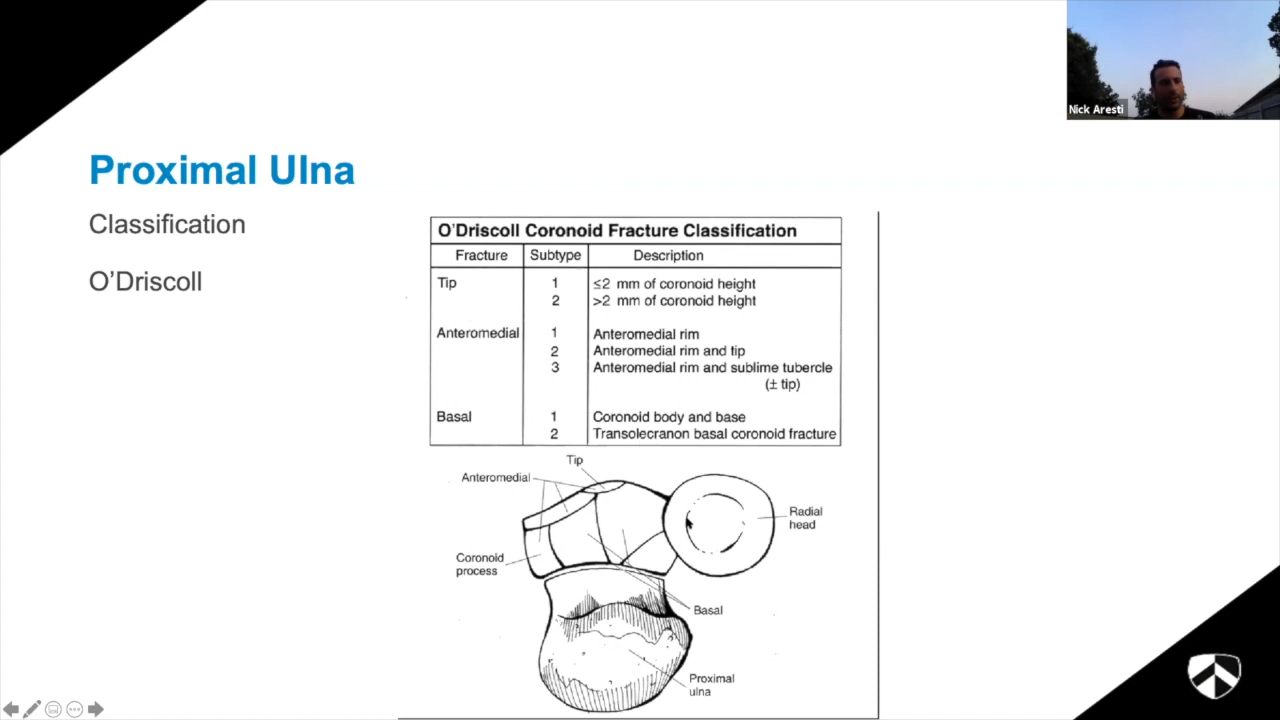 Nick Aresti
Proximal Ulna
Classification
O'Driscoll
O'Driscoll Coronoid Fracture Classification
Fracture Subtype Description
Tip 1 ≤2 mm of coronoid height
2 >2 mm of coronoid height
Anteromedial 1 Anteromedial rim
2 Anteromedial rim and tip
3 Anteromedial rim and sublime tubercle
(± tip)
Basal 1 Coronoid body and base
2 Transolecranon basal coronoid fracture
Tip
Anteromedial
Radial
head
Coronoid
process
Basal
Proximal
ulna